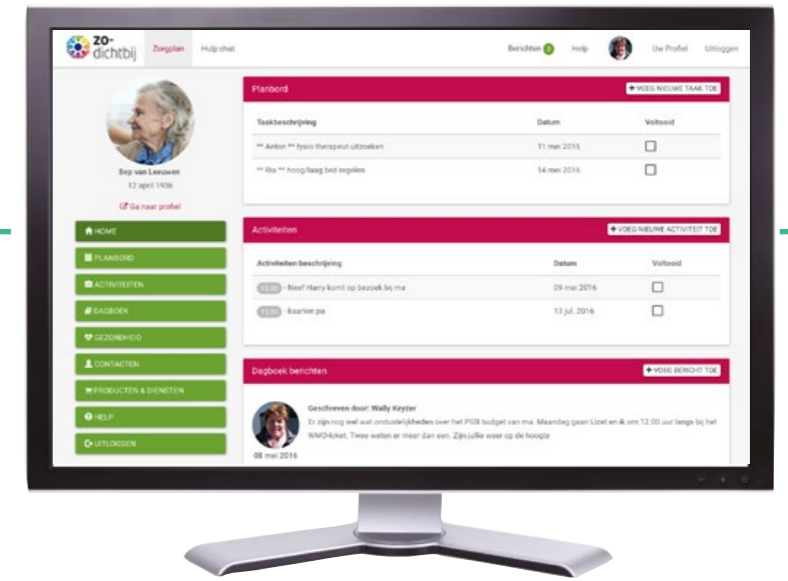 zo-
dichtbij
Zorgplan
Hulp chat
Berichten 3
Help
Uw Profiel
Uitloggen
Bep van Leeuwen
12 april 1936
Ga naar profiel
HOME
PLANBORD
ACTIVITEITEN
DAGBOEK
GEZONDHEID
CONTACTEN
PRODUCTEN & DIENSTEN
HELP
UITLOGGEN
Planbord
+ VOEG NIEUWE TAAK TOE
Taakbeschrijving Datum Voltooid
** Anton ** fysio therapeut uitzoeken 11 mei 2016
** Ria ** hoog/laag bed regelen 14 mei 2016
Activiteiten
+ VOEG NIEUWE ACTIVITEIT TOE
Activiteiten beschrijving Datum Voltooid
15:00 - Neef Harry komt op bezoek bij ma 09 mei 2016
- kaarten pa 13 jul. 2016
Dagboek berichten
+ VOEG BERICHT TOE
Geschreven door: Wally Keyzer
Er zijn nog wel wat onduidelijkheden over het PGB budget van ma. Maandag gaan Lizet en ik om 12.00 uur langs bij het
WMO-loket. Twee weten er meer dan een. Zijn jullie weer op de hoogte
08 mei 2016